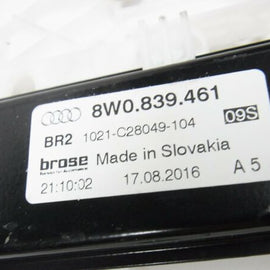 8W0.839.461
09S
BR2 1021-C28049-104
brose Made in Slovakia
21:10:02 17.08.2016 A 5